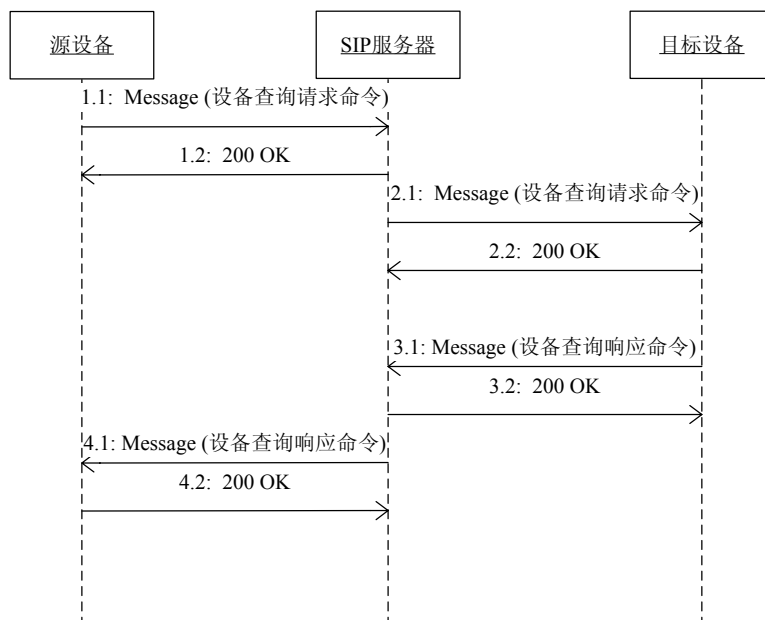 源设备
SIP服务器
目标设备
1.1: Message (设备查询请求命令)
1.2: 200 OK
2.1: Message (设备查询请求命令)
2.2: 200 OK
3.1: Message (设备查询响应命令)
3.2: 200 OK
4.1: Message (设备查询响应命令)
4.2: 200 OK